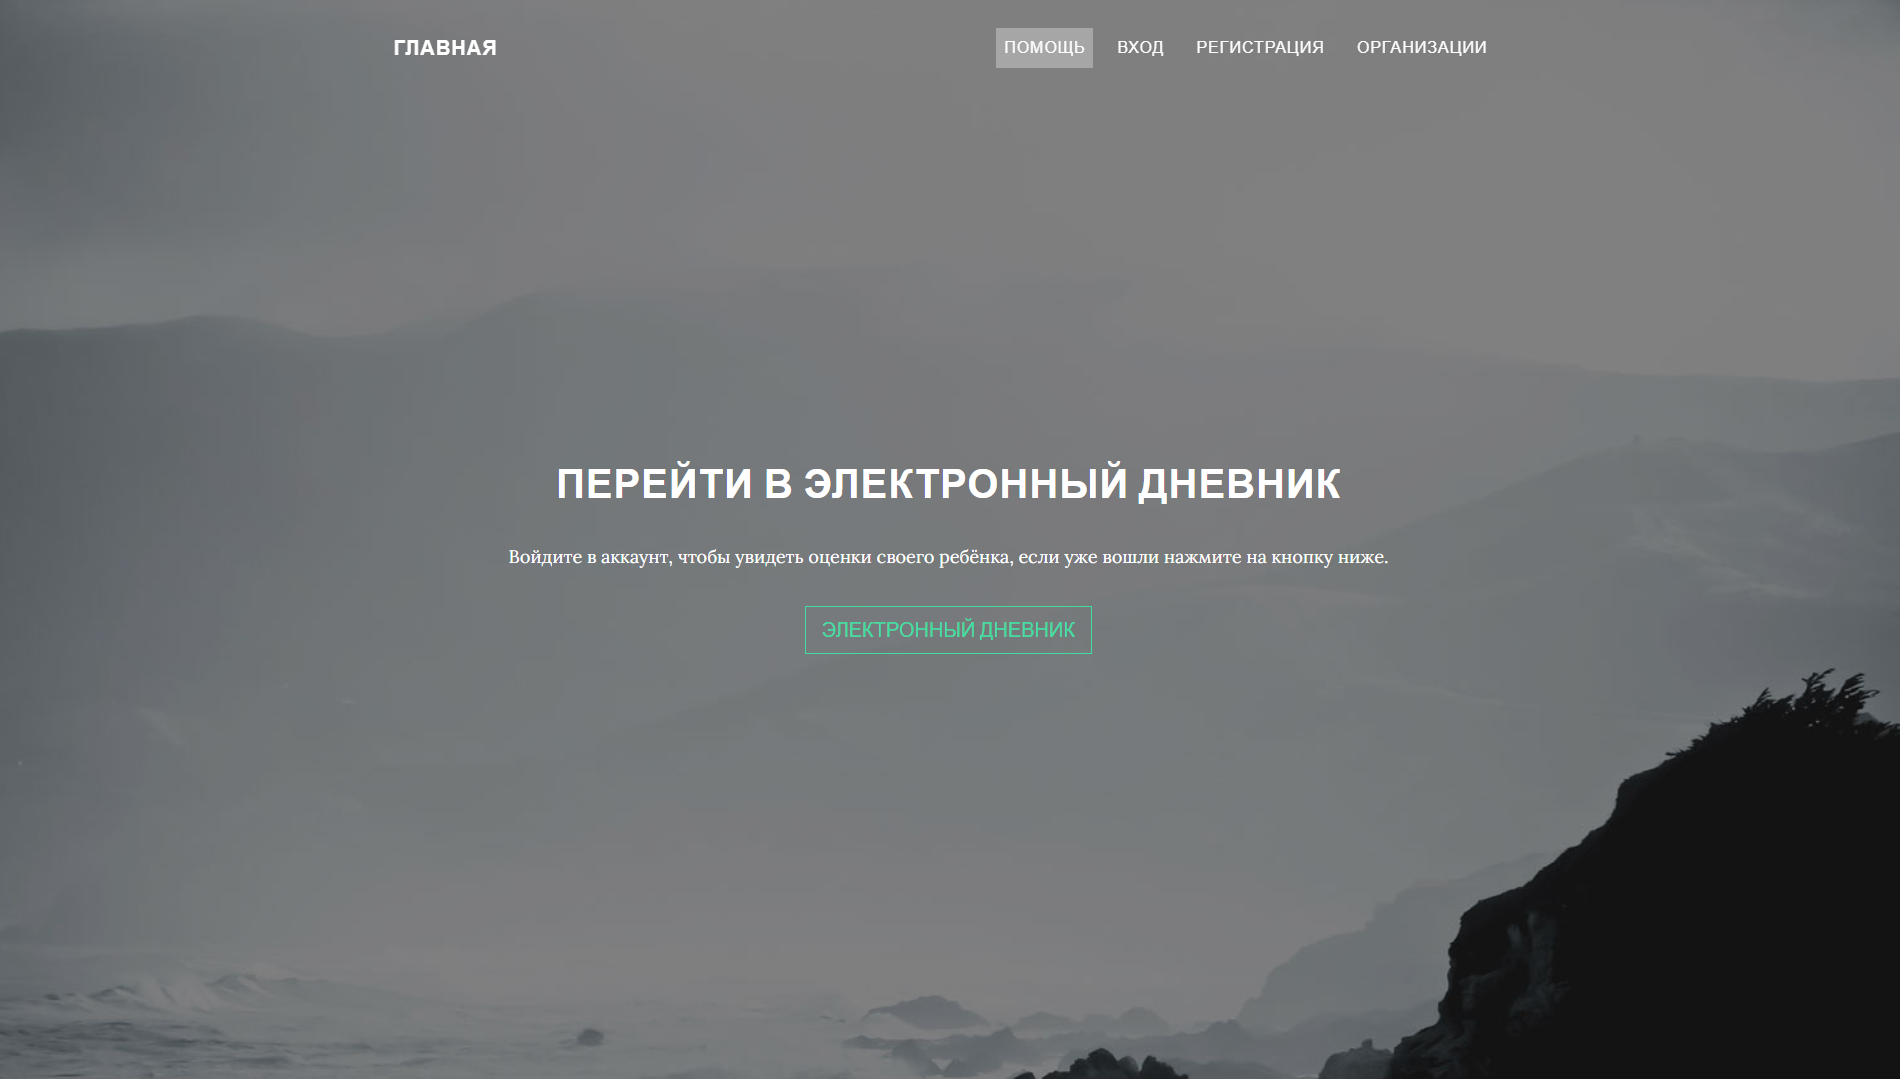 ГЛАВНАЯ
ПОМОЩЬ ВХОД РЕГИСТРАЦИЯ ОРГАНИЗАЦИИ
ПЕРЕЙТИ В ЭЛЕКТРОННЫЙ ДНЕВНИК
Войдите в аккаунт, чтобы увидеть оценки своего ребёнка, если уже вошли нажмите на кнопку ниже.
ЭЛЕКТРОННЫЙ ДНЕВНИК